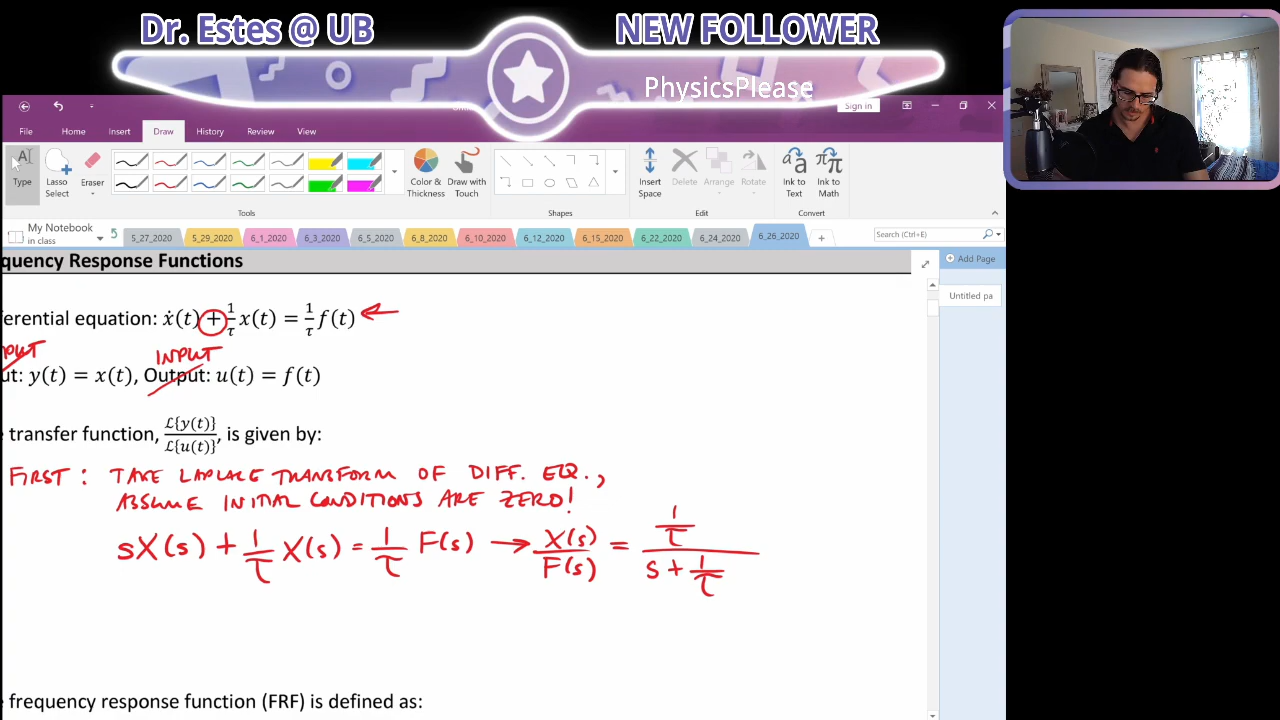 Dr. Estes @ UB
NEW FOLLOWER
PhysicsPlease
Sign in
File Home Insert Draw History Review View
Type Lasso Select Eraser Color & Thickness Draw with Touch Insert Space Delete Arrange Rotate Ink to Text Ink to Math
Tools Shapes Edit Convert
My Notebook
in class
5_27_2020 5_29_2020 6_1_2020 6_3_2020 6_5_2020 6_8_2020 6_10_2020 6_12_2020 6_15_2020 6_22_2020 6_24_2020 6_26_2020 Search (Ctrl+E)
Add Page
Untitled pa
quency Response Functions
ferential equation: ẋ(t) + 1/τ x(t) = 1/τ f(t) ←
PUT INPUT
ut: y(t) = x(t), Output: u(t) = f(t)
transfer function, ℒ{y(t)}/ℒ{u(t)}, is given by:
FIRST: TAKE LAPLACE TRANSFORM OF DIFF. EQ.,
ASSUME INITIAL CONDITIONS ARE ZERO!
sX(s) + 1/τ X(s) = 1/τ F(s) → X(s)/F(s) = (1/τ)/(s + 1/τ)
frequency response function (FRF) is defined as: